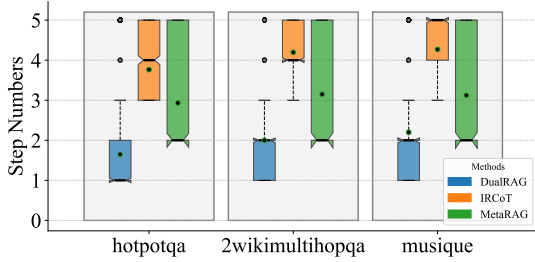 Step Numbers
5
4
3
2
1
0
hotpotqa
2wikimultihopqa
musique
Methods
DualRAG
IRCoT
MetaRAG